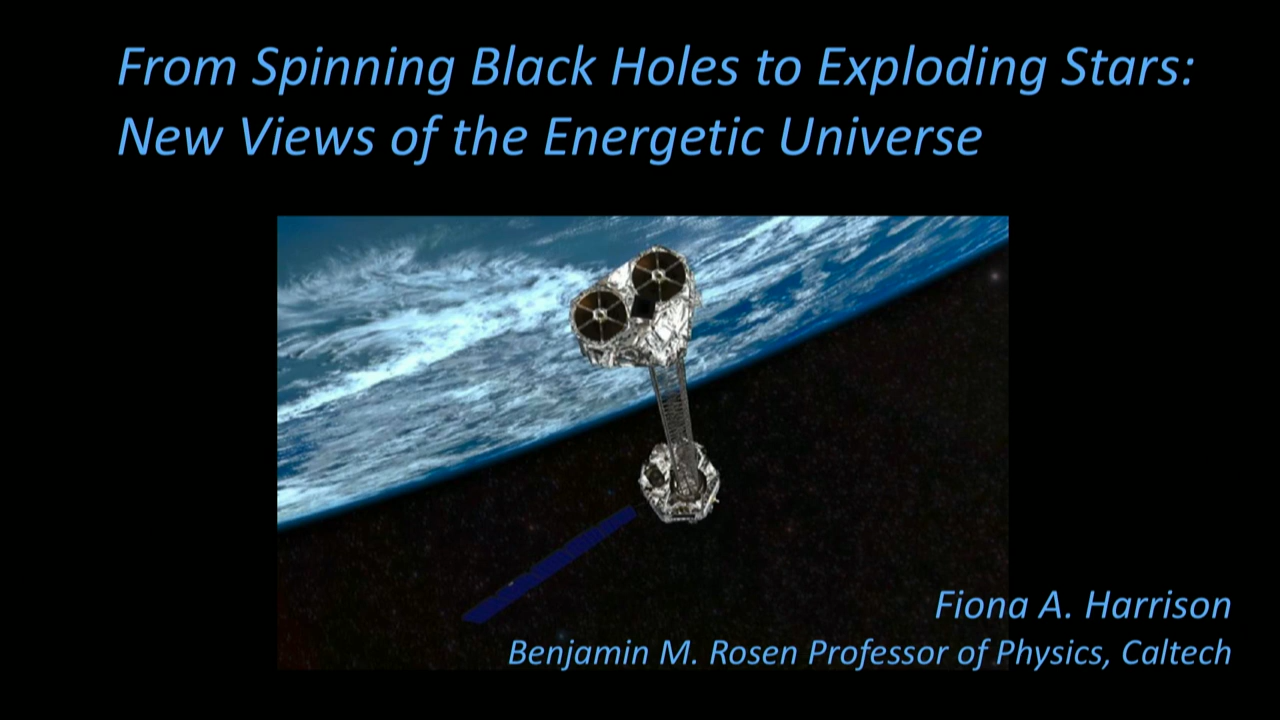 From Spinning Black Holes to Exploding Stars:
New Views of the Energetic Universe
Fiona A. Harrison
Benjamin M. Rosen Professor of Physics, Caltech